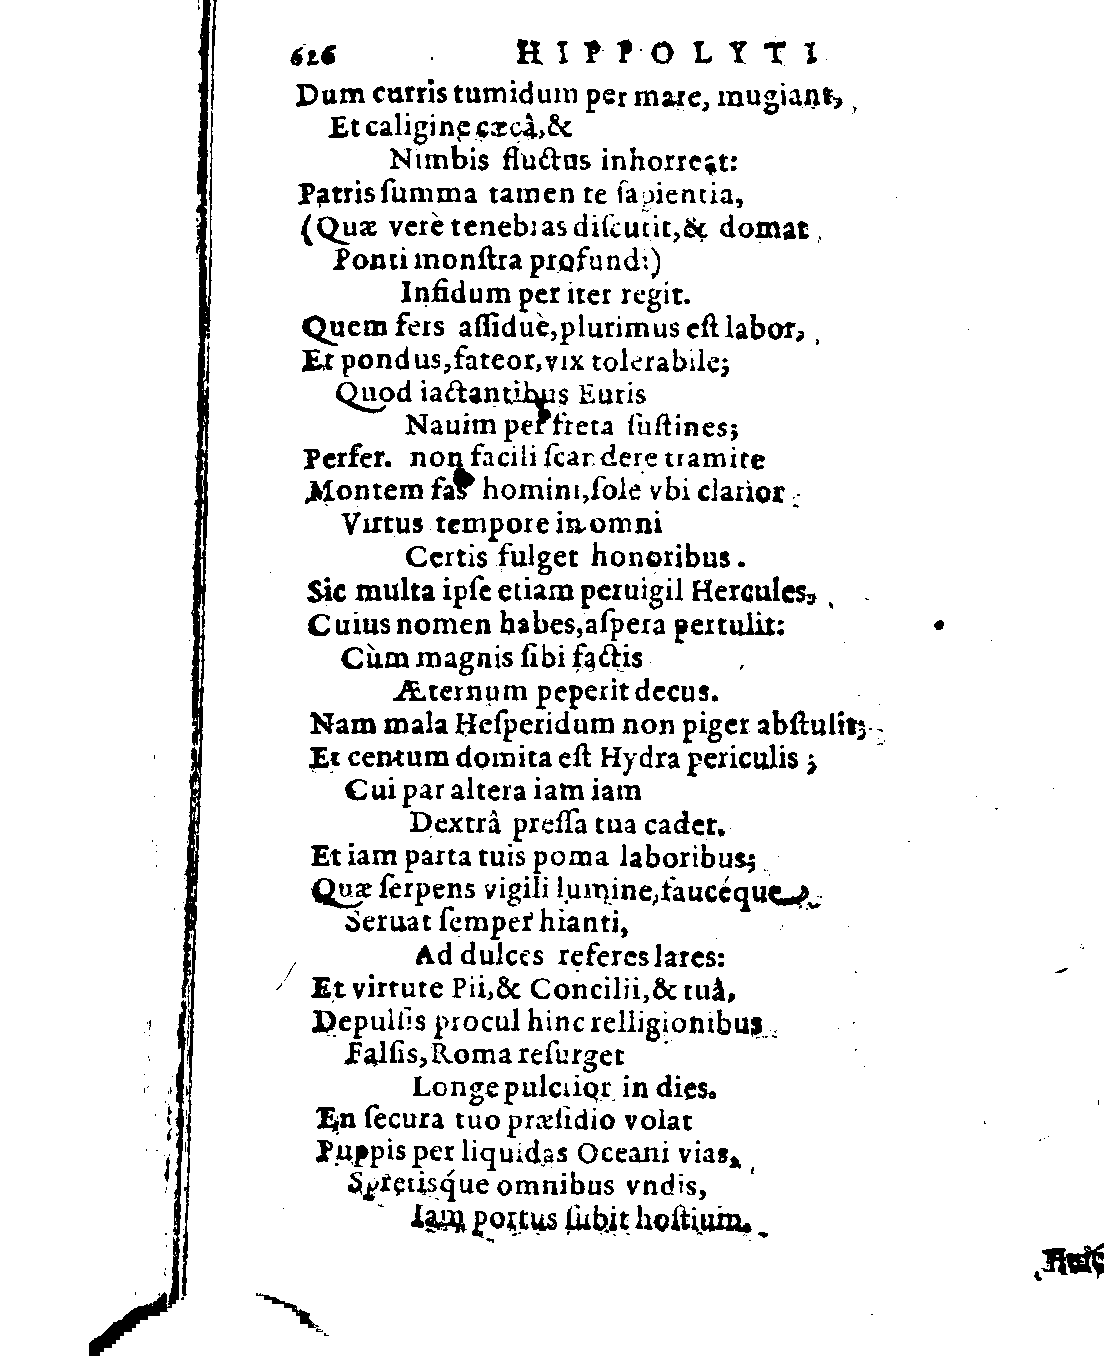 626 HIPPOLYTI
Dum curris tumidum per mare, mugiant,
Et caligine cæcâ,&
Nimbis fluctus inhorreat:
Patris ſumma tamen te ſapientia,
(Quæ verè tenebras diſcutit,& domat
Ponti monſtra profundi)
Infidum per iter regit.
Quem fers aſſiduè,plurimus eſt labor,
Et pondus,fateor,vix tolerabile;
Quod iactantibus Euris
Nauim per freta ſuſtines;
Perfer. non facili ſcandere tramite
Montem fas homini,ſole vbi clarior
Virtus tempore in omni
Certis fulget honoribus.
Sic multa ipſe etiam peruigil Hercules,
Cuius nomen habes,aſpera pertulit:
Cùm magnis ſibi factis
Æternum peperit decus.
Nam mala Heſperidum non piger abſtulit;
Et centum domita eſt Hydra periculis ;
Cui par altera iam iam
Dextrâ preſſa tua cadet.
Et iam parta tuis poma laboribus;
Quæ ſerpens vigili lumine,faucéque
Seruat ſemper hianti,
Ad dulces referes lares:
Et virtute Pii,& Concilii,& tuâ,
Depulſis procul hinc relligionibus
Falſis,Roma reſurget
Longe pulcrior in dies.
En ſecura tuo præſidio volat
Puppis per liquidas Oceani vias,
Spretisq́ue omnibus vndis,
Iam portus ſubit hoſtium.